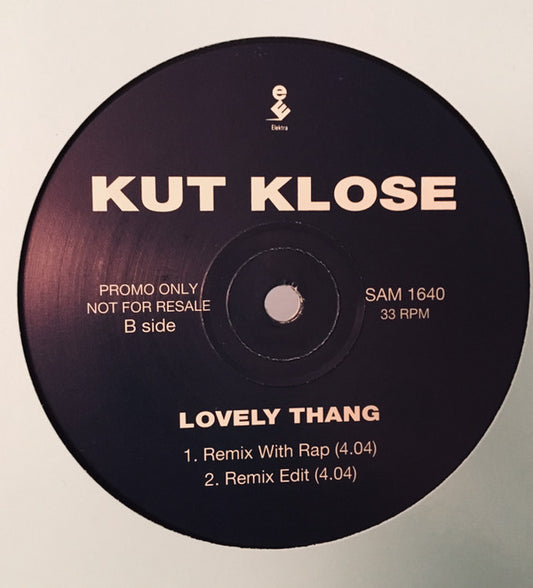 Elektra
KUT KLOSE
PROMO ONLY
NOT FOR RESALE
B side
SAM 1640
33 RPM
LOVELY THANG
1. Remix With Rap (4.04)
2. Remix Edit (4.04)